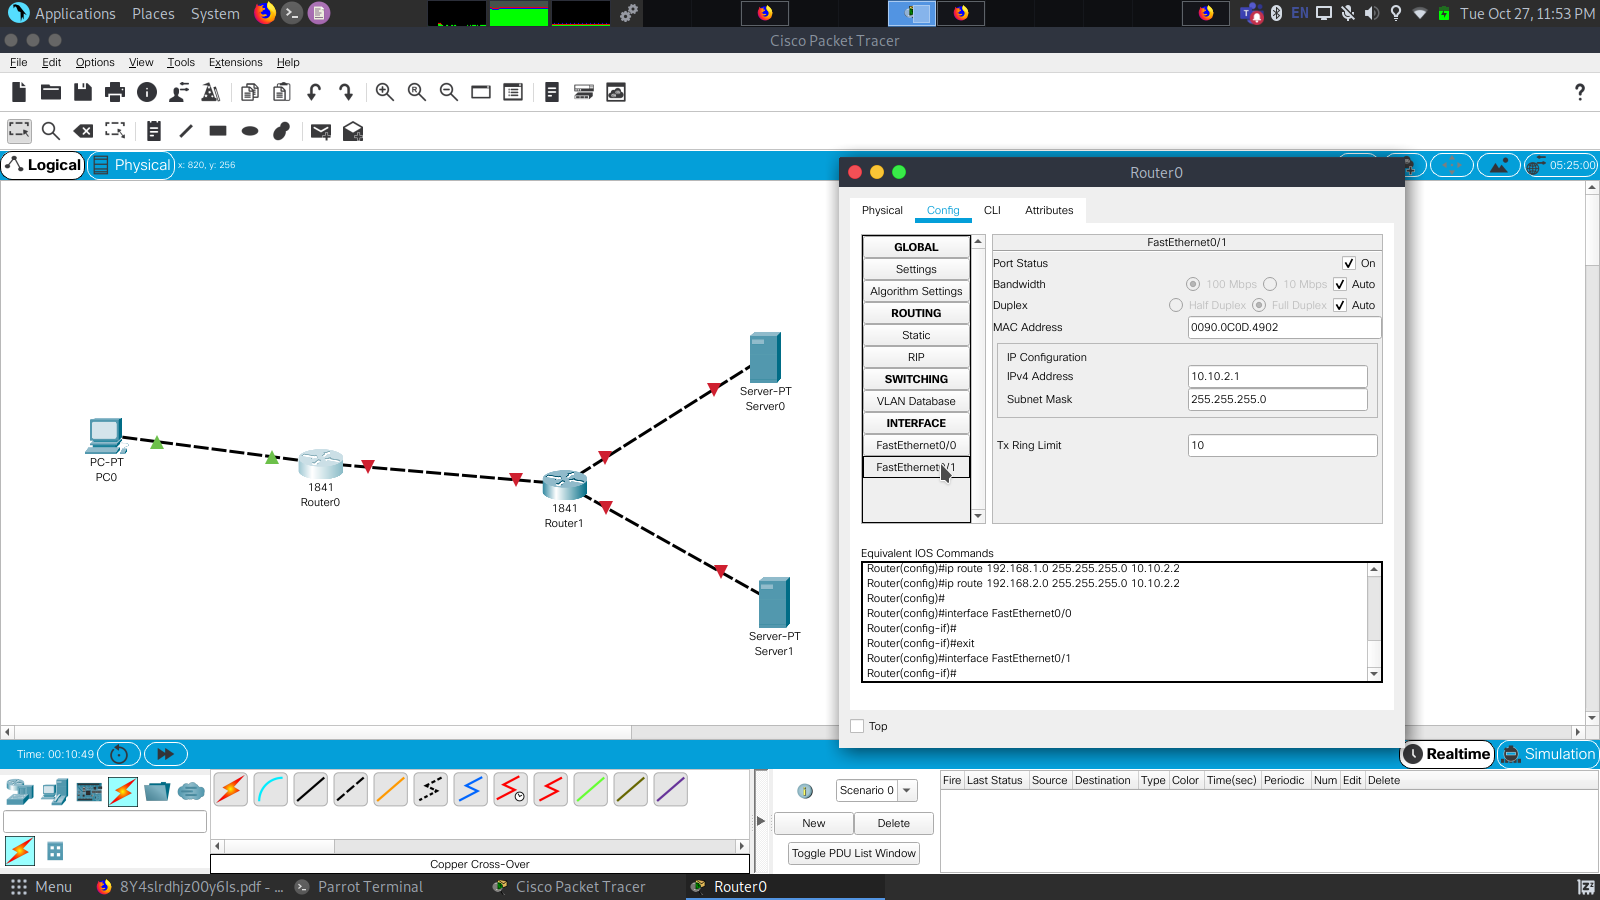 Applications Places System EN Tue Oct 27, 11:53 PM
Cisco Packet Tracer
File Edit Options View Tools Extensions Help
?
Logical Physical x: 820, y: 256 05:25:00
Server-PT
Server0
PC-PT
PC0
1841
Router0
1841
Router1
Server-PT
Server1
Router0
Physical Config CLI Attributes
GLOBAL
Settings
Algorithm Settings
ROUTING
Static
RIP
SWITCHING
VLAN Database
INTERFACE
FastEthernet0/0
FastEthernet0/1
FastEthernet0/1
Port Status On
Bandwidth 100 Mbps 10 Mbps Auto
Duplex Half Duplex Full Duplex Auto
MAC Address 0090.0C0D.4902
IP Configuration
IPv4 Address 10.10.2.1
Subnet Mask 255.255.255.0
Tx Ring Limit 10
Equivalent IOS Commands
Router(config)#ip route 192.168.1.0 255.255.255.0 10.10.2.2
Router(config)#ip route 192.168.2.0 255.255.255.0 10.10.2.2
Router(config)#
Router(config)#interface FastEthernet0/0
Router(config-if)#
Router(config-if)#exit
Router(config)#interface FastEthernet0/1
Router(config-if)#
Top
Time: 00:10:49 Realtime Simulation
Copper Cross-Over
Scenario 0
New Delete
Toggle PDU List Window
Fire Last Status Source Destination Type Color Time(sec) Periodic Num Edit Delete
Menu 8Y4slrdhjz00y6Is.pdf - ... Parrot Terminal Cisco Packet Tracer Router0